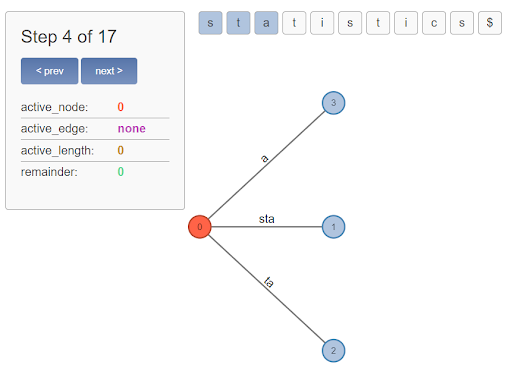 Step 4 of 17
< prev next >
active_node: 0
active_edge: none
active_length: 0
remainder: 0
s t a t i s t i c s $
3
a
0
sta
1
ta
2